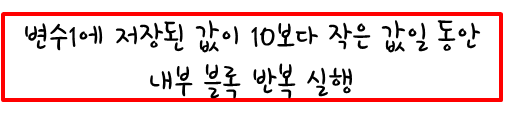 변수1에 저장된 값이 10보다 작은 값일 동안
내부 블록 반복 실행